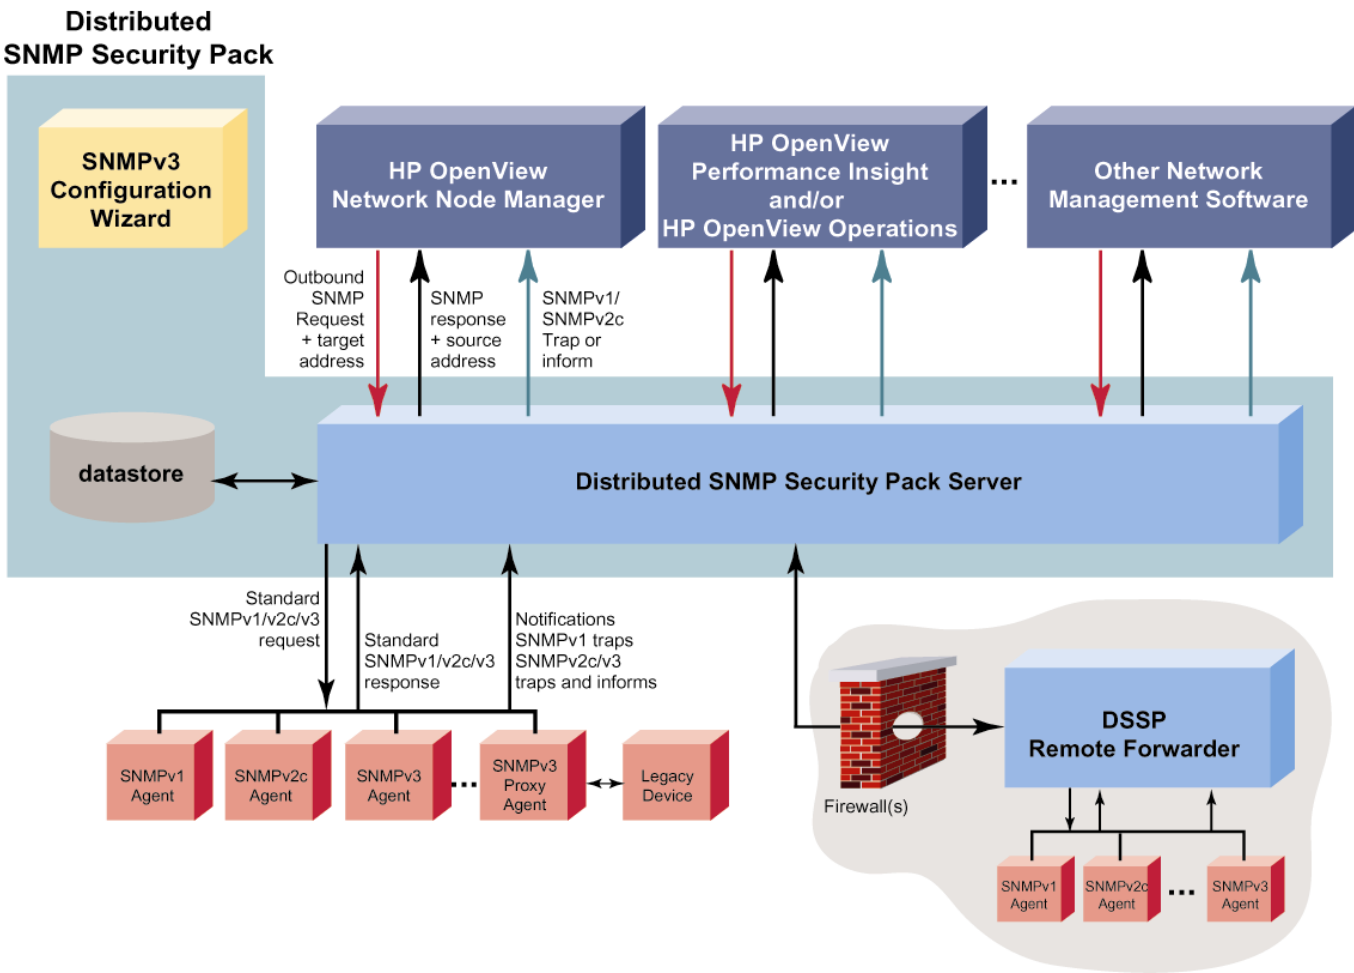 Distributed
SNMP Security Pack
SNMPv3
Configuration
Wizard
HP OpenView
Network Node Manager
HP OpenView
Performance Insight
and/or
HP OpenView Operations
...
Other Network
Management Software
Outbound
SNMP
Request
+ target
address
SNMP
response
+ source
address
SNMPv1/
SNMPv2c
Trap or
inform
datastore
Distributed SNMP Security Pack Server
Standard
SNMPv1/v2c/v3
request
Standard
SNMPv1/v2c/v3
response
Notifications
SNMPv1 traps
SNMPv2c/v3
traps and informs
SNMPv1
Agent
SNMPv2c
Agent
SNMPv3
Agent
...
SNMPv3
Proxy
Agent
Legacy
Device
Firewall(s)
DSSP
Remote Forwarder
SNMPv1
Agent
SNMPv2c
Agent
...
SNMPv3
Agent